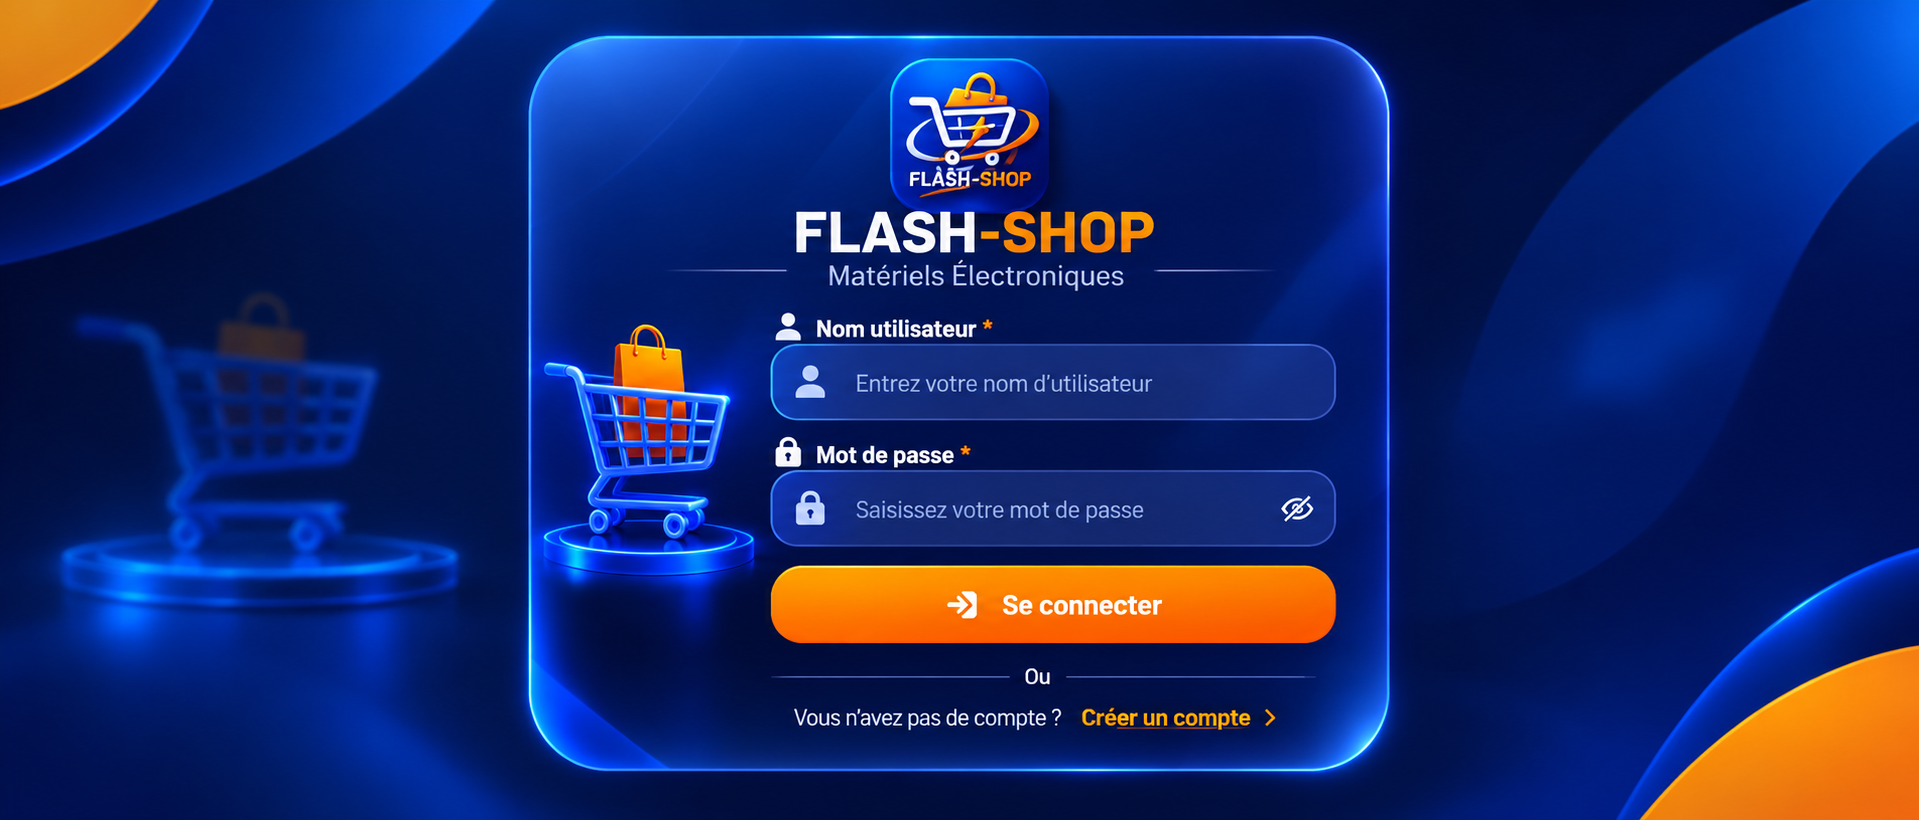 FLASH-SHOP
FLASH-SHOP
Matériels Électroniques
Nom utilisateur *
Entrez votre nom d'utilisateur
Mot de passe *
Saisissez votre mot de passe
Se connecter
Ou
Vous n'avez pas de compte ? Créer un compte